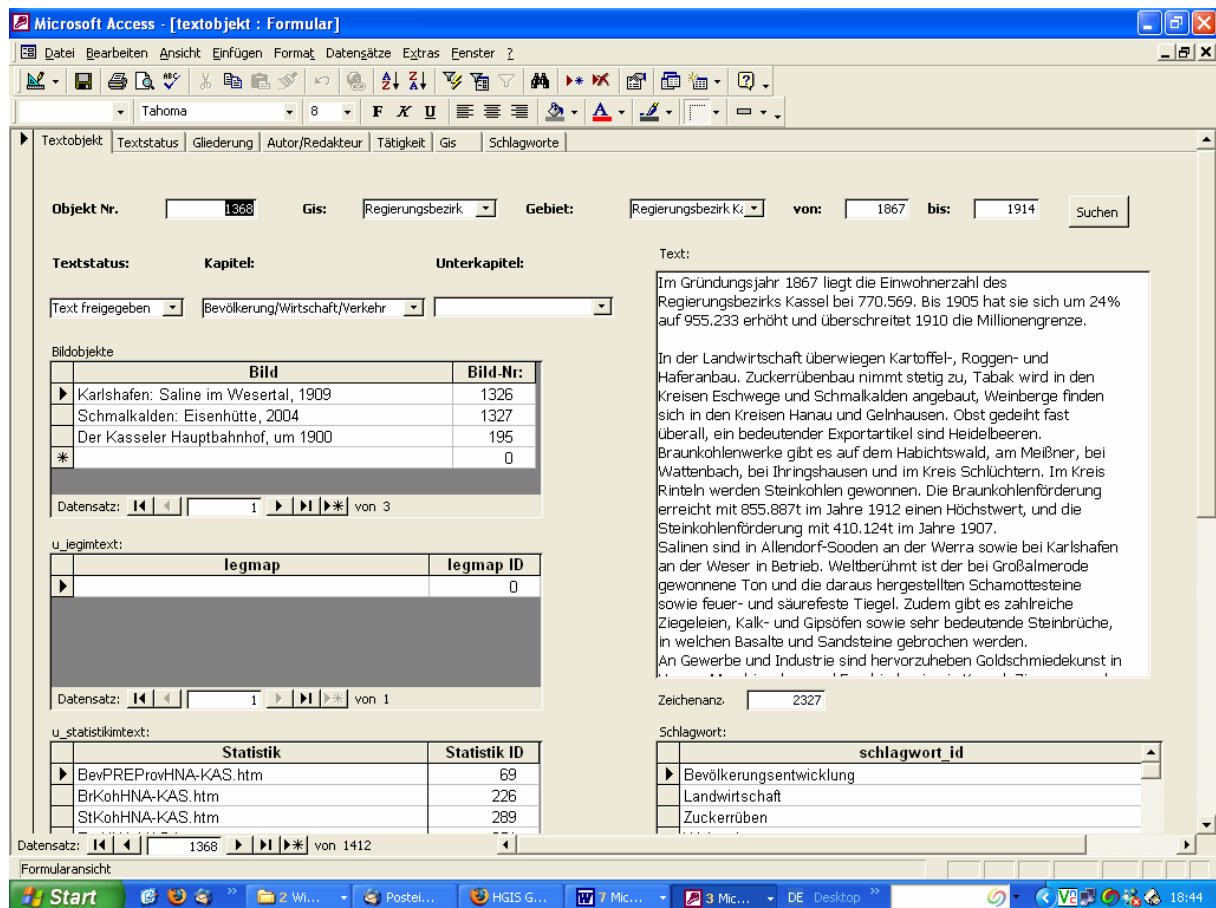 Microsoft Access - [textobjekt : Formular]
Datei Bearbeiten Ansicht Einfügen Format Datensätze Extras Fenster ?
Tahoma 8 F K U
Textobjekt Textstatus Gliederung Autor/Redakteur Tätigkeit Gis Schlagworte
Objekt Nr. 1368 Gis: Regierungsbezirk Gebiet: Regierungsbezirk Ka von: 1867 bis: 1914 Suchen
Textstatus: Kapitel: Unterkapitel:
Text freigegeben Bevölkerung/Wirtschaft/Verkehr
Bildobjekte
Bild Bild-Nr:
Karlshafen: Saline im Wesertal, 1909 1326
Schmalkalden: Eisenhütte, 2004 1327
Der Kasseler Hauptbahnhof, um 1900 195
0
Datensatz: 1 von 3
u_iegimtext:
legmap legmap ID
0
Datensatz: 1 von 1
u_statistikimtext:
Statistik Statistik ID
BevPREProvHNA-KAS.htm 69
BrKohHNA-KAS.htm 226
StKohHNA-KAS.htm 289
Text:
Im Gründungsjahr 1867 liegt die Einwohnerzahl des
Regierungsbezirks Kassel bei 770.569. Bis 1905 hat sie sich um 24%
auf 955.233 erhöht und überschreitet 1910 die Millionengrenze.
In der Landwirtschaft überwiegen Kartoffel-, Roggen- und
Haferanbau. Zuckerrübenbau nimmt stetig zu, Tabak wird in den
Kreisen Eschwege und Schmalkalden angebaut, Weinberge finden
sich in den Kreisen Hanau und Gelnhausen. Obst gedeiht fast
überall, ein bedeutender Exportartikel sind Heidelbeeren.
Braunkohlenwerke gibt es auf dem Habichtswald, am Meißner, bei
Wattenbach, bei Ihringshausen und im Kreis Schlüchtern. Im Kreis
Rinteln werden Steinkohlen gewonnen. Die Braunkohlenförderung
erreicht mit 855.887t im Jahre 1912 einen Höchstwert, und die
Steinkohlenförderung mit 410.124t im Jahre 1907.
Salinen sind in Allendorf-Sooden an der Werra sowie bei Karlshafen
an der Weser in Betrieb. Weltberühmt ist der bei Großalmerode
gewonnene Ton und die daraus hergestellten Schamottesteine
sowie feuer- und säurefeste Tiegel. Zudem gibt es zahlreiche
Ziegeleien, Kalk- und Gipsöfen sowie sehr bedeutende Steinbrüche,
in welchen Basalte und Sandsteine gebrochen werden.
An Gewerbe und Industrie sind hervorzuheben Goldschmiedekunst in
Zeichenanz. 2327
Schlagwort:
schlagwort_id
Bevölkerungsentwicklung
Landwirtschaft
Zuckerrüben
Datensatz: 1368 von 1412
Formularansicht
Start 2 Wi... Postei... HGIS G... 7 Mic... 3 Mic... DE Desktop 18:44